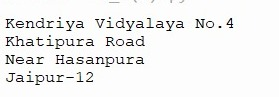 Kendriya Vidyalaya No.4
Khatipura Road
Near Hasanpura
Jaipur-12